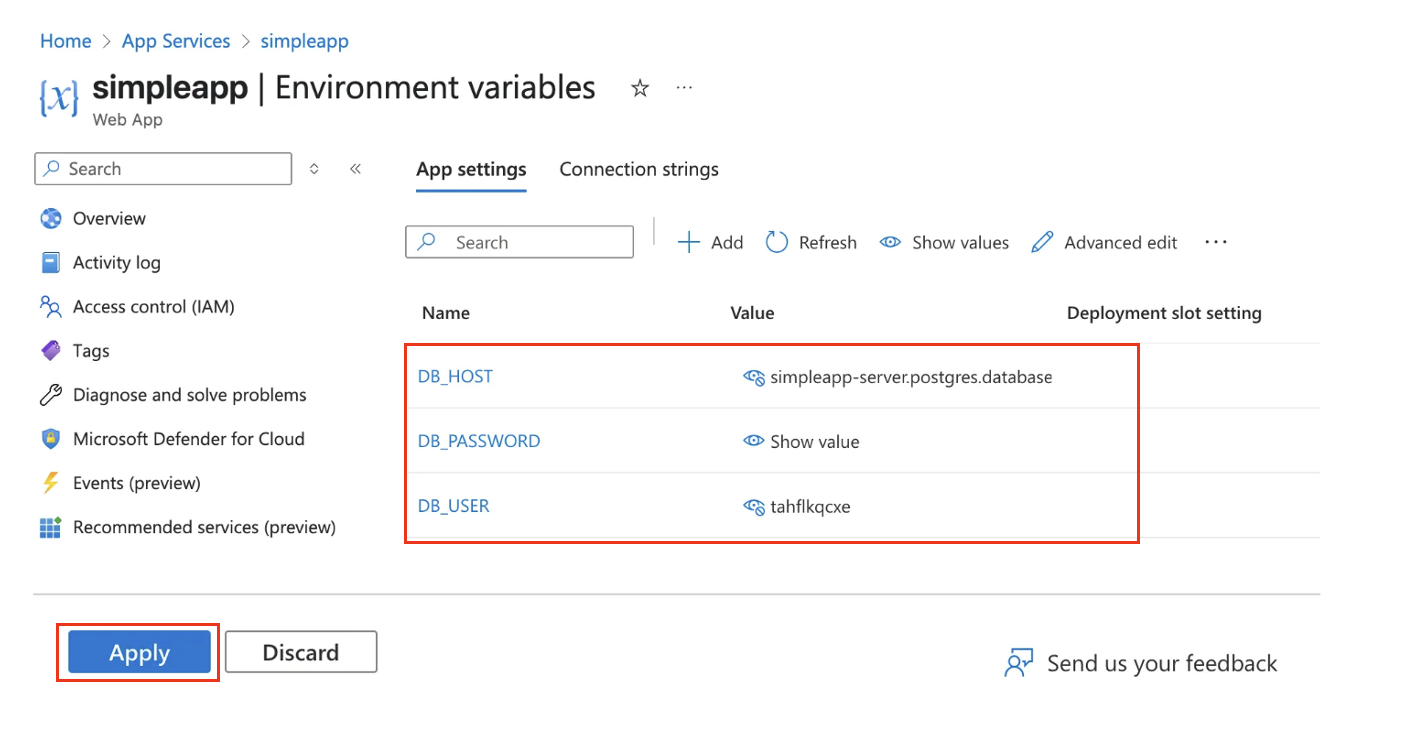 Home > App Services > simpleapp
{x} simpleapp | Environment variables ☆ ...
Web App
Search
Overview
Activity log
Access control (IAM)
Tags
Diagnose and solve problems
Microsoft Defender for Cloud
Events (preview)
Recommended services (preview)
App settings Connection strings
Search Add Refresh Show values Advanced edit ...
Name Value Deployment slot setting
DB_HOST simpleapp-server.postgres.database
DB_PASSWORD Show value
DB_USER tahflkqcxe
Apply Discard
Send us your feedback